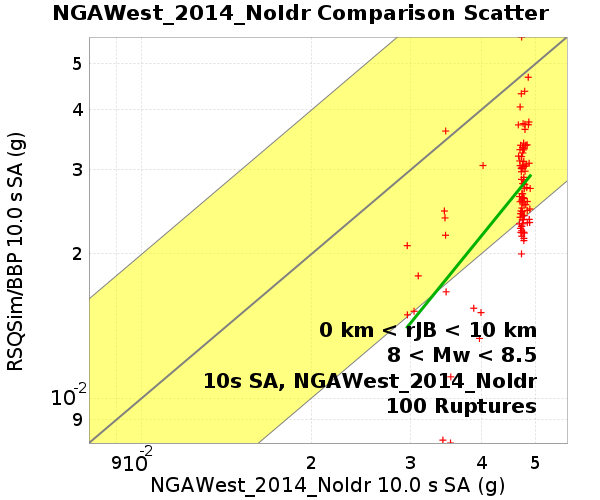 NGAWest_2014_NoIdr Comparison Scatter
RSQSim/BBP 10.0 s SA (g)
5
4
3
2
10-2
9
0 km < rJB < 10 km
8 < Mw < 8.5
10s SA, NGAWest_2014_NoIdr
100 Ruptures
9 10-2 2 3 4 5
NGAWest_2014_NoIdr 10.0 s SA (g)